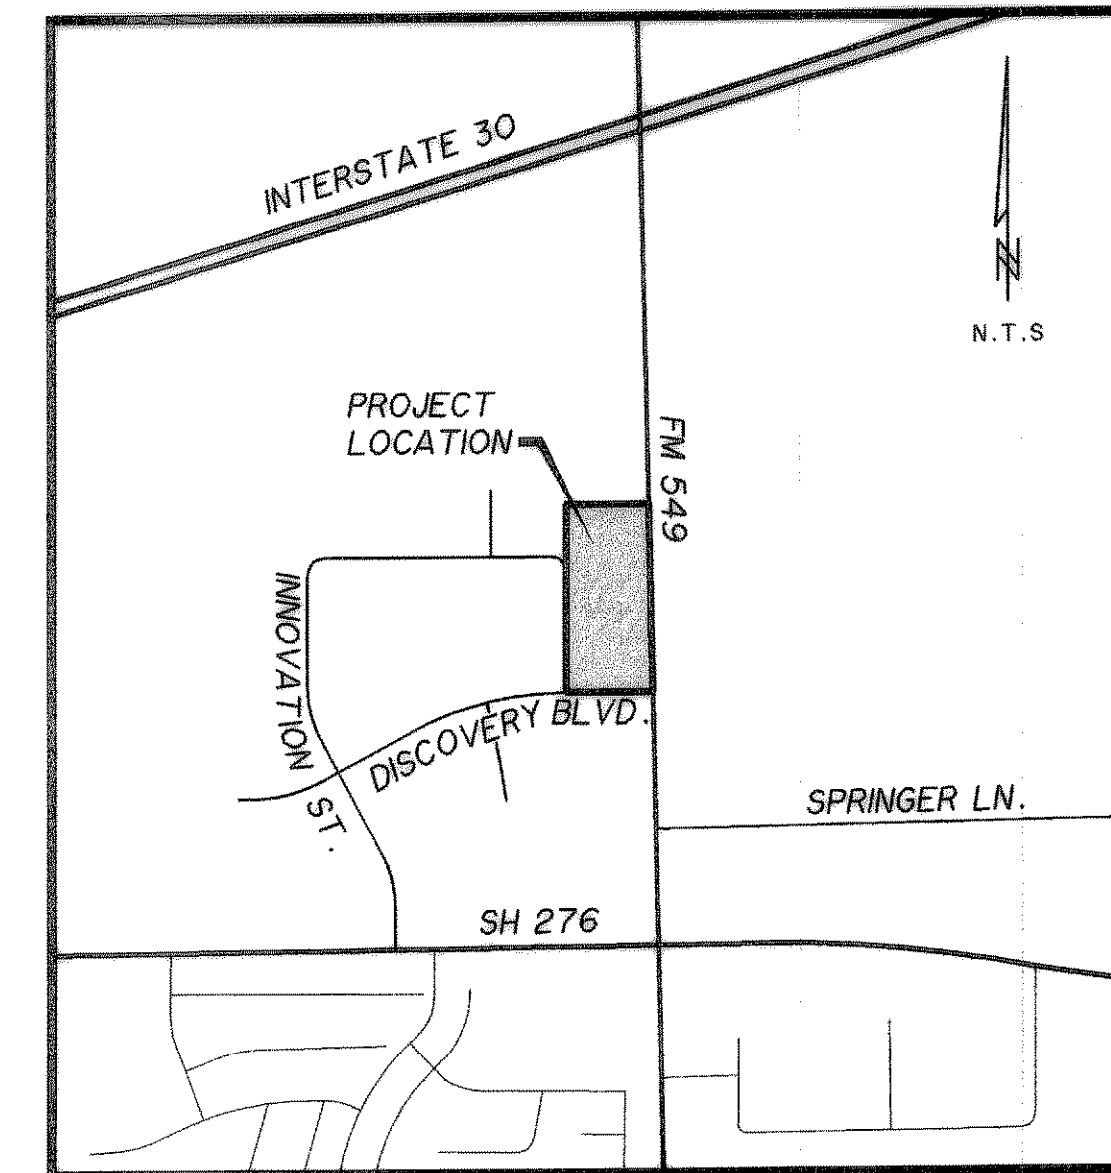 INTERSTATE 30
N
N.T.S
PROJECT
LOCATION
FM 549
INNOVATION ST.
DISCOVERY BLVD.
SPRINGER LN.
SH 276